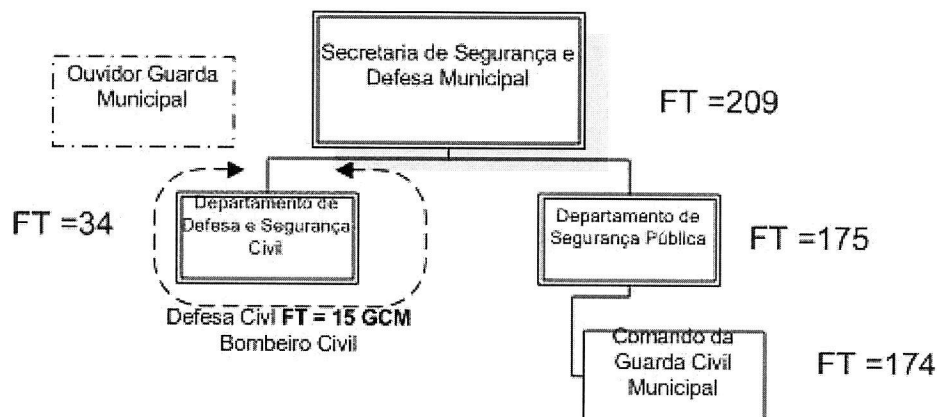 Secretaria de Segurança e
Defesa Municipal
Ouvidor Guarda
Municipal
FT =209
FT =34
Departamento de
Defesa e Segurança
Civil
Departamento de
Segurança Pública
FT =175
Defesa Civl FT = 15 GCM
Bombeiro Civil
Comando da
Guarda Civil
Municipal
FT =174